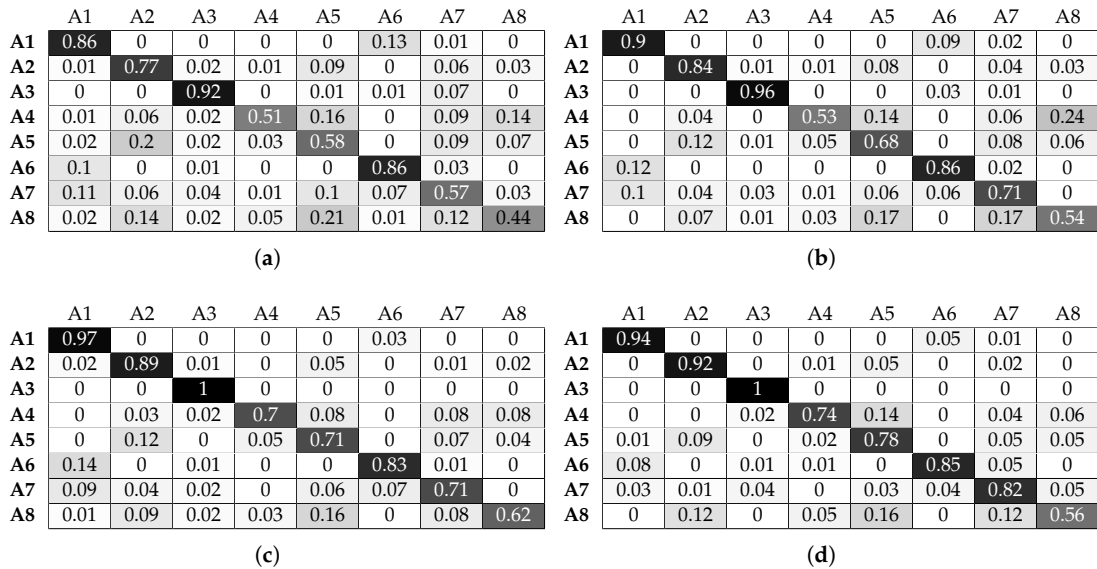 A1 A2 A3 A4 A5 A6 A7 A8
A1 0.86 0 0 0 0 0.13 0.01 0
A2 0.01 0.77 0.02 0.01 0.09 0 0.06 0.03
A3 0 0 0.92 0 0.01 0.01 0.07 0
A4 0.01 0.06 0.02 0.51 0.16 0 0.09 0.14
A5 0.02 0.2 0.02 0.03 0.58 0 0.09 0.07
A6 0.1 0 0.01 0 0 0.86 0.03 0
A7 0.11 0.06 0.04 0.01 0.1 0.07 0.57 0.03
A8 0.02 0.14 0.02 0.05 0.21 0.01 0.12 0.44
(a)
A1 A2 A3 A4 A5 A6 A7 A8
A1 0.9 0 0 0 0 0.09 0.02 0
A2 0 0.84 0.01 0.01 0.08 0 0.04 0.03
A3 0 0 0.96 0 0 0.03 0.01 0
A4 0 0.04 0 0.53 0.14 0 0.06 0.24
A5 0 0.12 0.01 0.05 0.68 0 0.08 0.06
A6 0.12 0 0 0 0 0.86 0.02 0
A7 0.1 0.04 0.03 0.01 0.06 0.06 0.71 0
A8 0 0.07 0.01 0.03 0.17 0 0.17 0.54
(b)
A1 A2 A3 A4 A5 A6 A7 A8
A1 0.97 0 0 0 0 0.03 0 0
A2 0.02 0.89 0.01 0 0.05 0 0.01 0.02
A3 0 0 1 0 0 0 0 0
A4 0 0.03 0.02 0.7 0.08 0 0.08 0.08
A5 0 0.12 0 0.05 0.71 0 0.07 0.04
A6 0.14 0 0.01 0 0 0.83 0.01 0
A7 0.09 0.04 0.02 0 0.06 0.07 0.71 0
A8 0.01 0.09 0.02 0.03 0.16 0 0.08 0.62
(c)
A1 A2 A3 A4 A5 A6 A7 A8
A1 0.94 0 0 0 0 0.05 0.01 0
A2 0 0.92 0 0.01 0.05 0 0.02 0
A3 0 0 1 0 0 0 0 0
A4 0 0 0.02 0.74 0.14 0 0.04 0.06
A5 0.01 0.09 0 0.02 0.78 0 0.05 0.05
A6 0.08 0 0.01 0.01 0 0.85 0.05 0
A7 0.03 0.01 0.04 0 0.03 0.04 0.82 0.05
A8 0 0.12 0 0.05 0.16 0 0.12 0.56
(d)